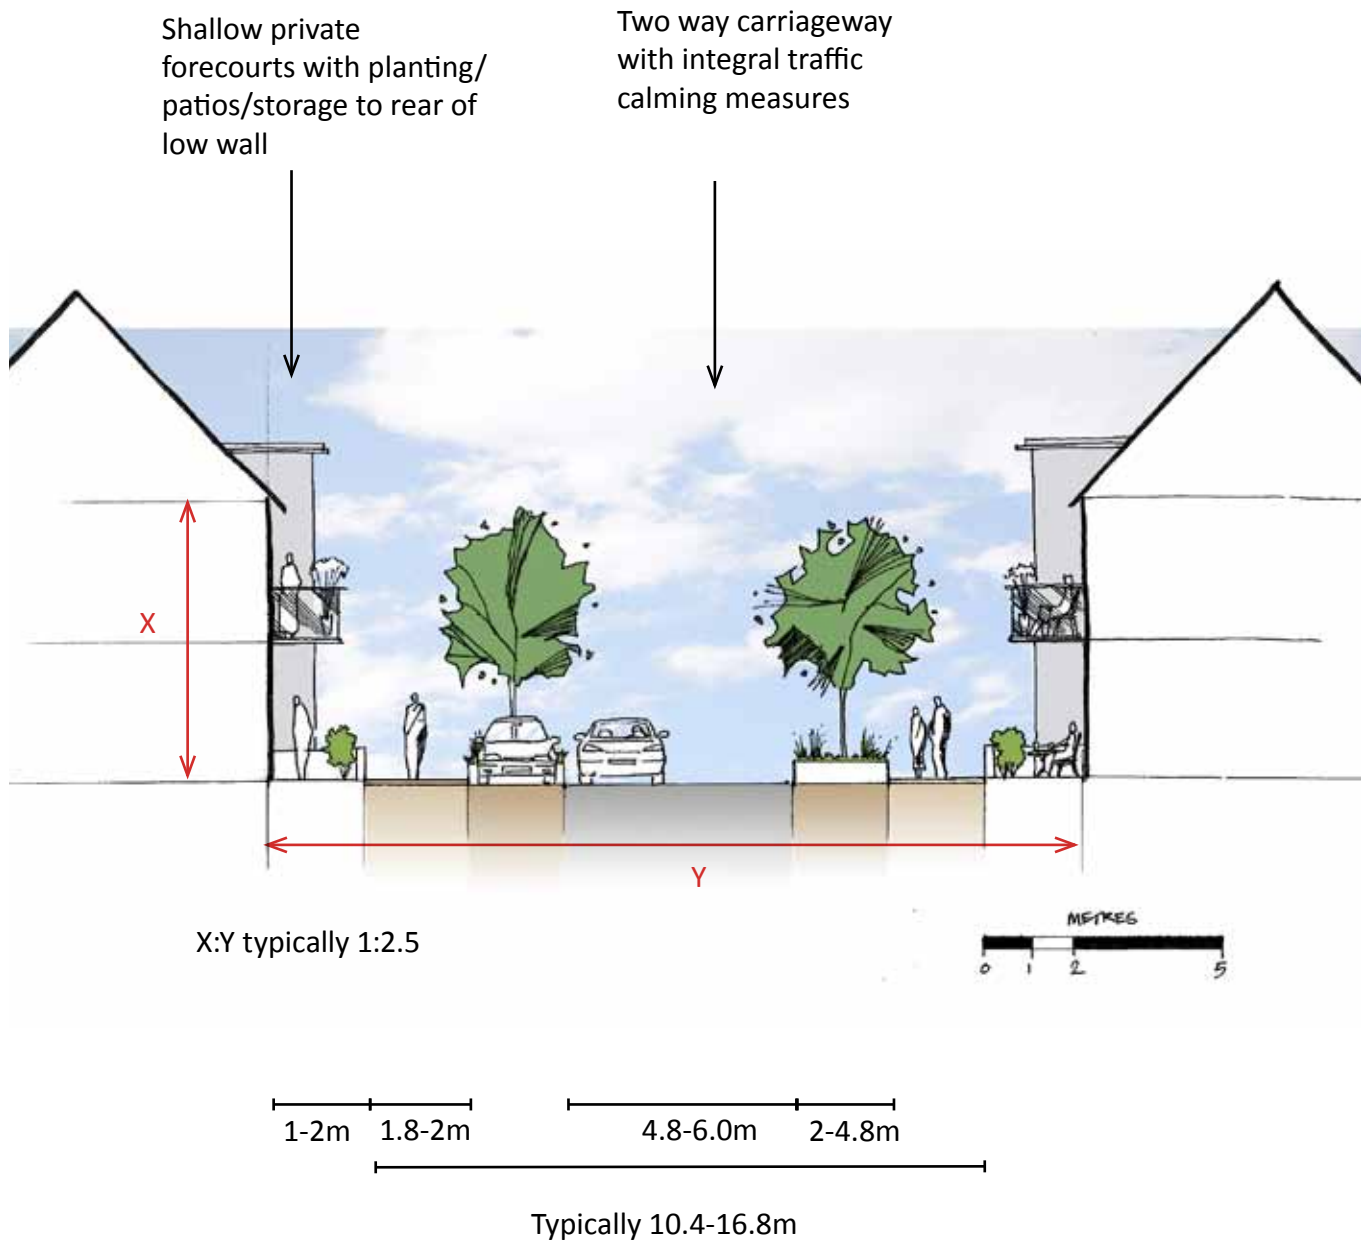 Shallow private
forecourts with planting/
patios/storage to rear of
low wall
Two way carriageway
with integral traffic
calming measures
X
Y
X:Y typically 1:2.5
METRES
0 1 2 5
1-2m 1.8-2m 4.8-6.0m 2-4.8m
Typically 10.4-16.8m